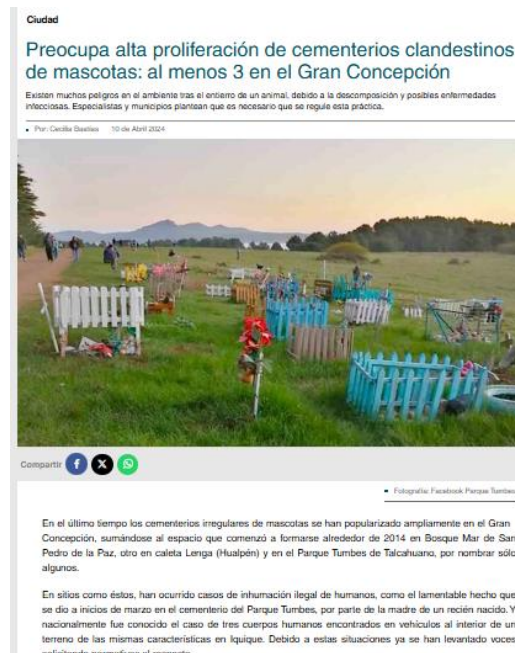 Ciudad
Preocupa alta proliferación de cementerios clandestinos
de mascotas: al menos 3 en el Gran Concepción
Existen muchos peligros en el ambiente tras el entierro de un animal, debido a la descomposición y posibles enfermedades
infecciosas. Especialistas y municipios plantean que es necesario que se regule esta práctica.
Por: Cecilia Bastías 10 de Abril 2024
Compartir
Fotografía: Facebook Parque Tumbes
En el último tiempo los cementerios irregulares de mascotas se han popularizado ampliamente en el Gran
Concepción, sumándose al espacio que comenzó a formarse alrededor de 2014 en Bosque Mar de San
Pedro de la Paz, otro en caleta Lenga (Hualpén) y en el Parque Tumbes de Talcahuano, por nombrar sólo
algunos.
En sitios como éstos, han ocurrido casos de inhumación ilegal de humanos, como el lamentable hecho que
se dio a inicios de marzo en el cementerio del Parque Tumbes, por parte de la madre de un recién nacido. Y
nacionalmente fue conocido el caso de tres cuerpos humanos encontrados en vehículos al interior de un
terreno de las mismas características en Iquique. Debido a estas situaciones ya se han levantado voces